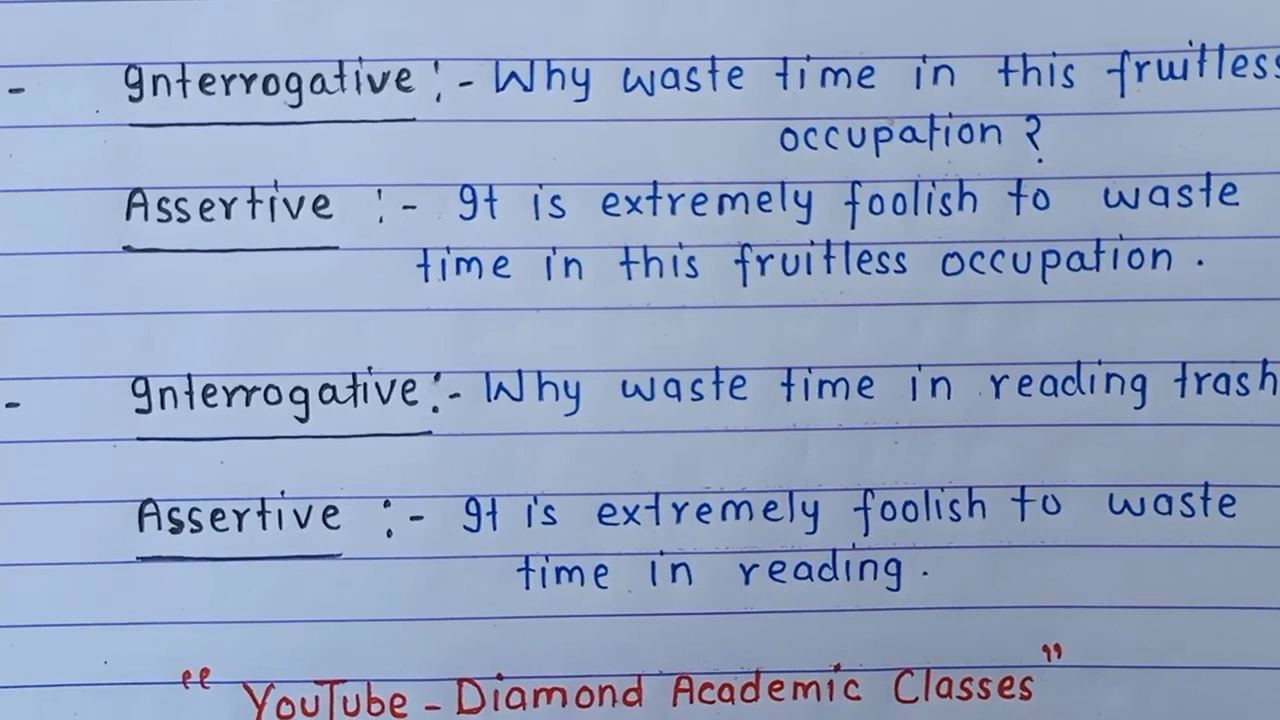 - Interrogative :- Why waste time in this fruitless
occupation ?
Assertive :- It is extremely foolish to waste
time in this fruitless occupation .
- Interrogative :- Why waste time in reading trash
Assertive :- It is extremely foolish to waste
time in reading .
" YouTube - Diamond Academic Classes "